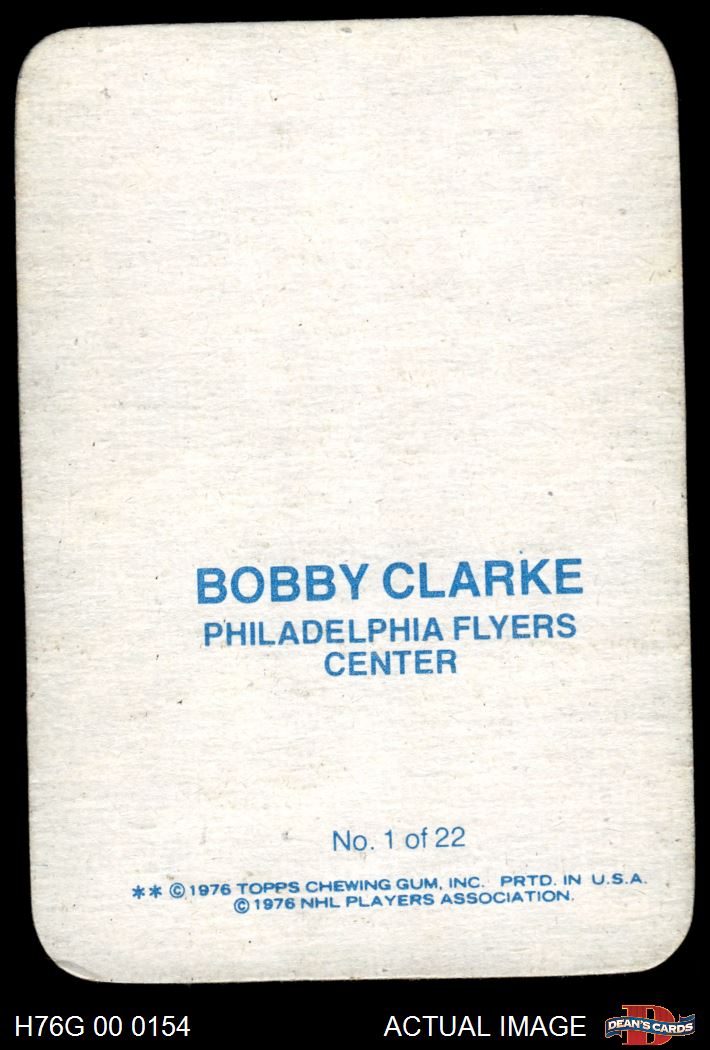 BOBBY CLARKE
PHILADELPHIA FLYERS
CENTER
No. 1 of 22
** © 1976 TOPPS CHEWING GUM, INC. PRTD. IN U.S.A.
© 1976 NHL PLAYERS ASSOCIATION.
H76G 00 0154 ACTUAL IMAGE D DEAN'S CARDS